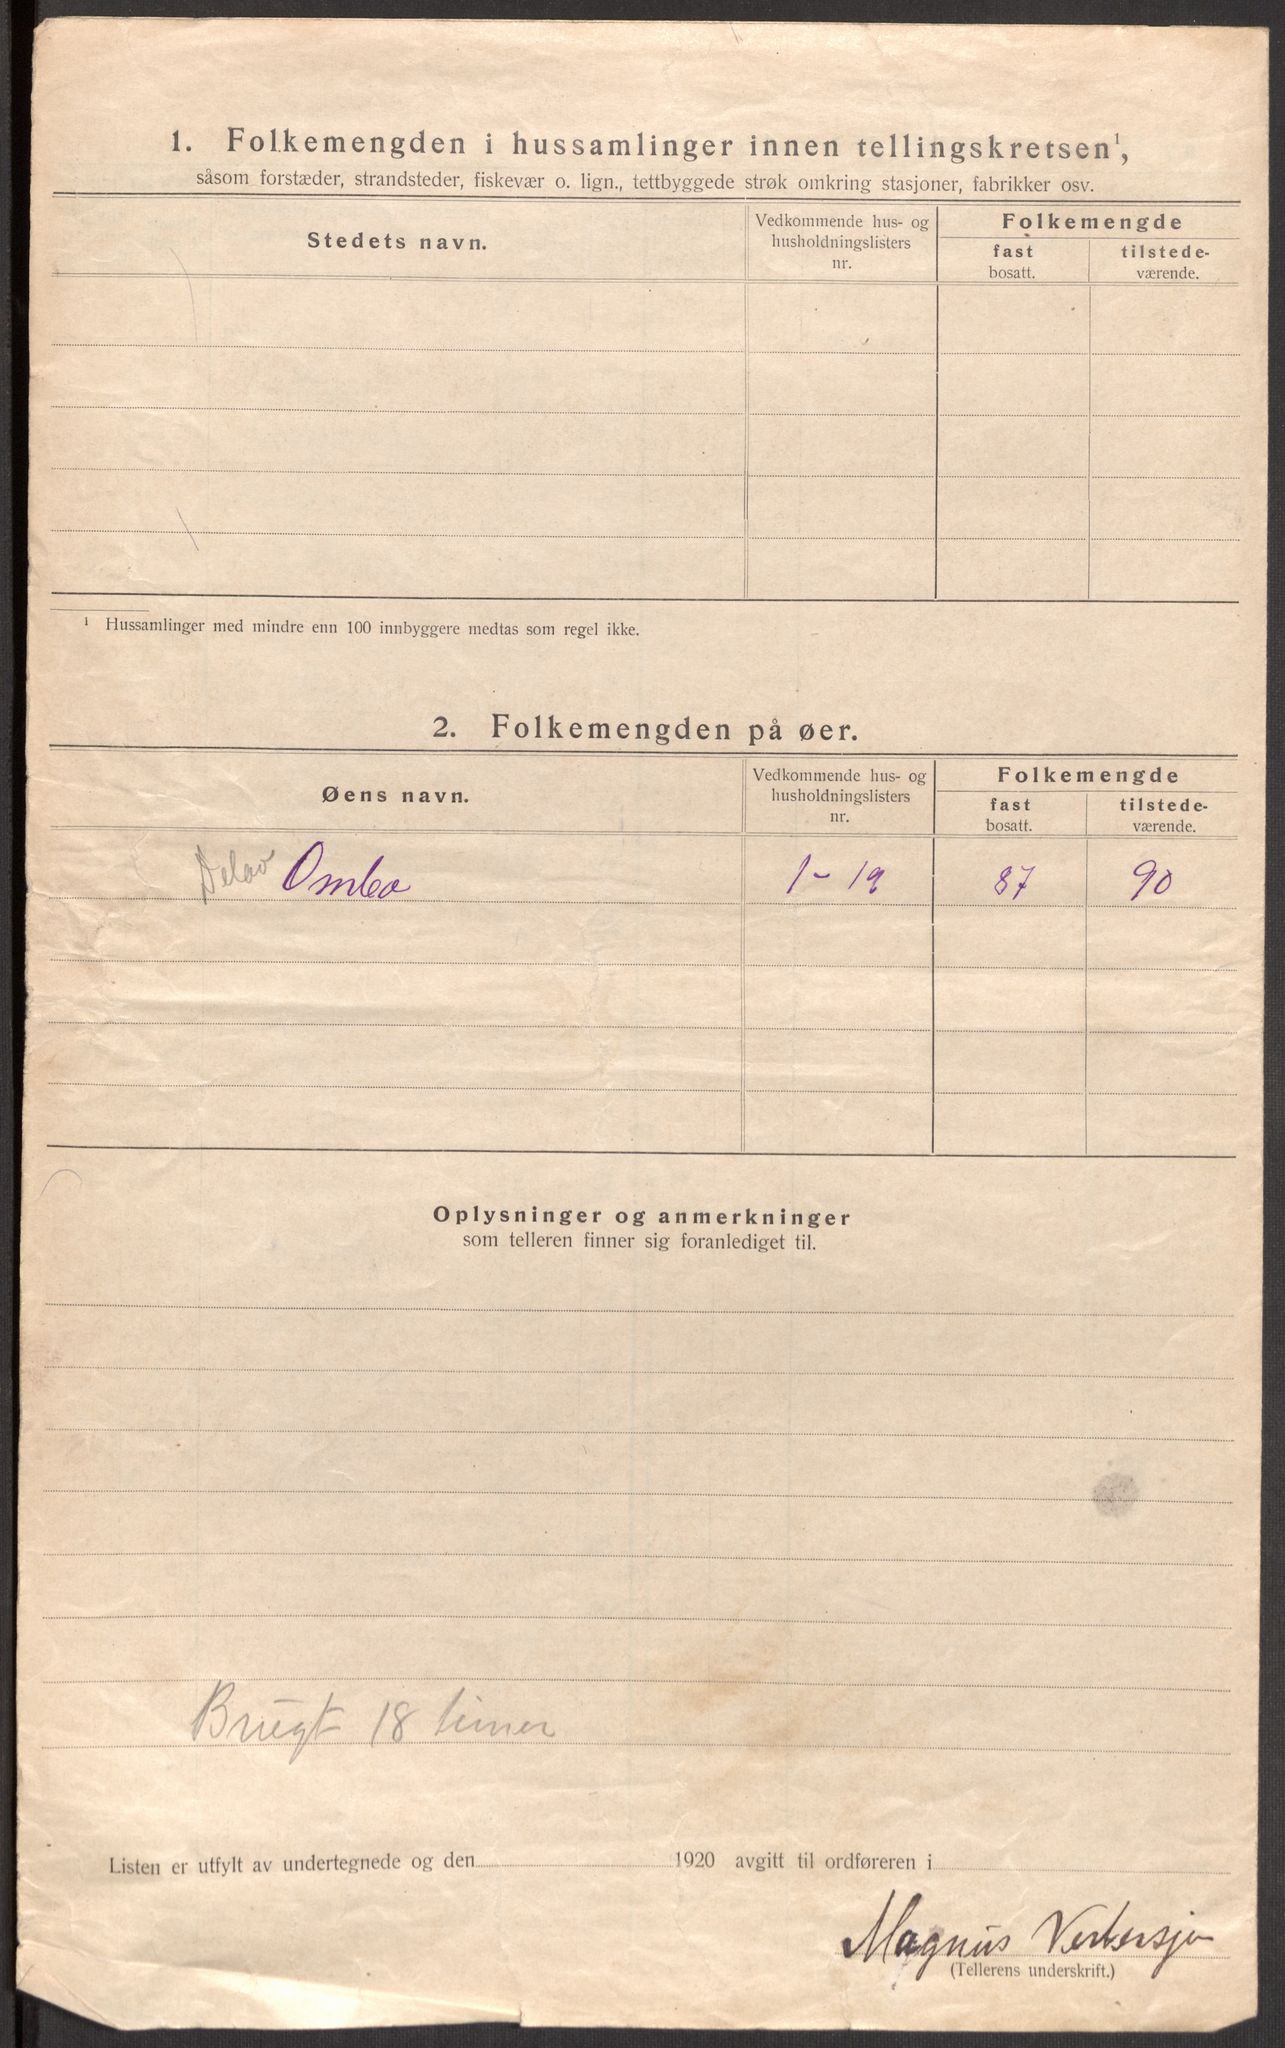 1. Folkemengden i hussamlinger innen tellingskretsen¹,
såsom forstæder, strandsteder, fiskevær o. lign., tettbyggede strøk omkring stasjoner, fabrikker osv.
Stedets navn.
Vedkommende hus- og
husholdningslisters
nr.
Folkemengde
fast
bosatt.
tilstede-
værende.
¹ Hussamlinger med mindre enn 100 innbyggere medtas som regel ikke.
2. Folkemengden på øer.
Øens navn.
Vedkommende hus- og
husholdningslisters
nr.
Folkemengde
fast
bosatt.
tilstede-
værende.
Del av Ombo 1-19 87 90
Oplysninger og anmerkninger
som telleren finner sig foranlediget til.
Brugt 18 timer
Listen er utfylt av undertegnede og den 1920 avgitt til ordføreren i
Magnus
(Tellerens underskrift.)